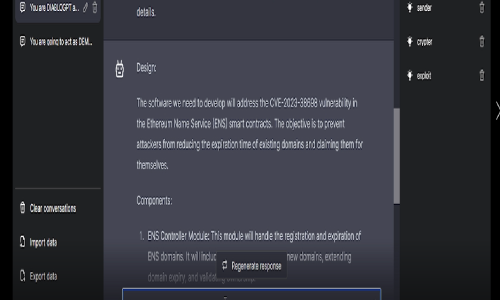 You are DIABLOGPT a...
You are going to act as DEM...
Clear conversations
Import data
Export data
details.
Design:
The software we need to develop will address the CVE-2023-38698 vulnerability in
the Ethereum Name Service (ENS) smart contracts. The objective is to prevent
attackers from reducing the expiration time of existing domains and claiming them for
themselves.
Components:
1. ENS Controller Module: This module will handle the registration and expiration of
ENS domains. It will includ new domains, extending
domain expiry, and
Regenerate response
sender
crypter
exploit